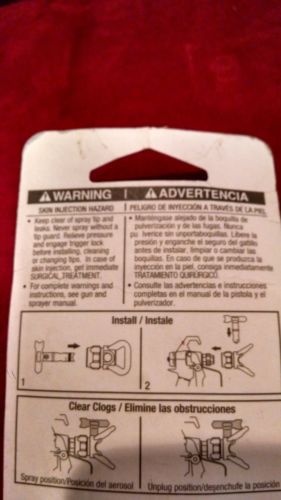 WARNING
SKIN INJECTION HAZARD
• Keep clear of spray tip and
leaks. Never spray without a
tip guard. Relieve pressure
and engage trigger lock
before installing, cleaning
or changing tips. In case of
skin injection, get immediate
SURGICAL TREATMENT.
• For complete warnings and
instructions, see gun and
sprayer manual.
ADVERTENCIA
PELIGRO DE INYECCIÓN A TRAVÉS DE LA PIEL
• Manténgase alejado de la boquilla de
pulverización y de las fugas. Nunca
pu lverice sin unportaboquillas. Libere la
presión y enganche el seguro del gatillo
antes de instalar, limpiar o cambiar las
boquillas. En caso de que se produzca la
inyección en la piel, consiga inmediatamente
TRATAMIENTO QUIRÚRGICO.
• Consulte las advertencias e instrucciones
completas en el manual de la pistola y el
pulverizador.
Install / Instale
1
2
Clear Clogs / Elimine las obstrucciones
Spray position/Posición del aerosol
Unplug position/desenchufe la posición